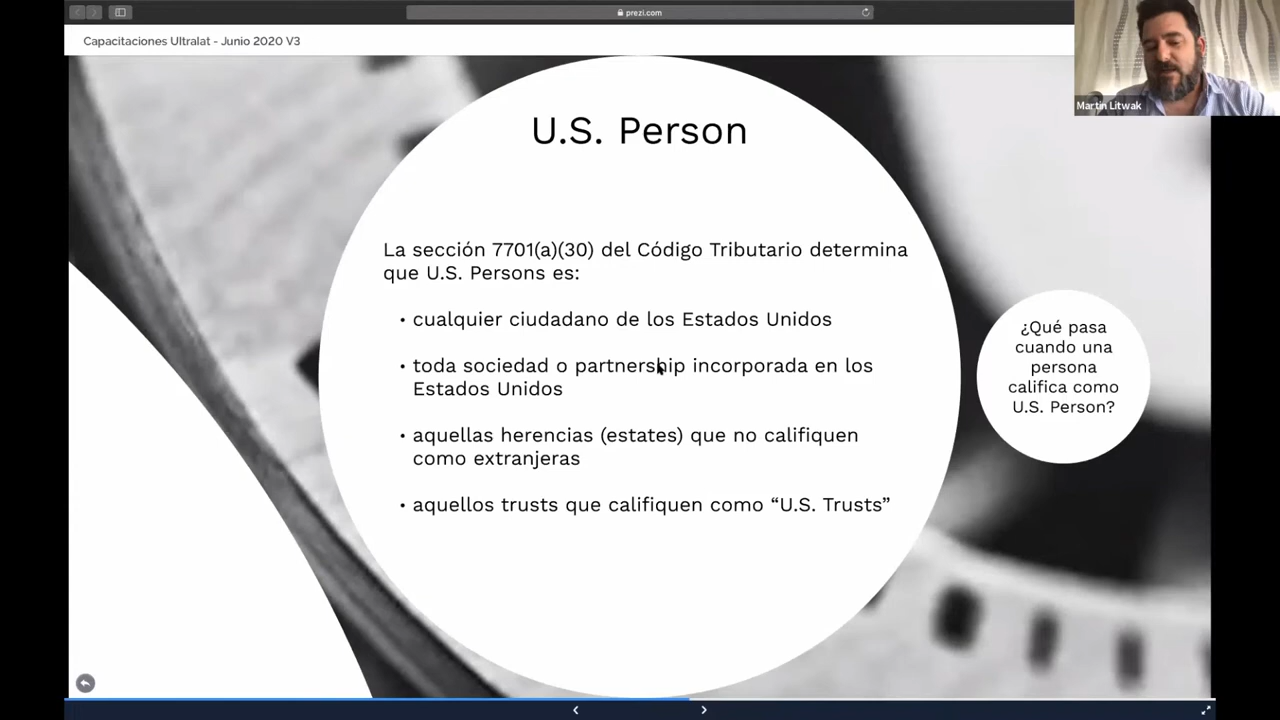 prezi.com
Capacitaciones Ultralat - Junio 2020 V3
Martin Litwak
U.S. Person
La sección 7701(a)(30) del Código Tributario determina
que U.S. Persons es:
• cualquier ciudadano de los Estados Unidos
• toda sociedad o partnership incorporada en los
Estados Unidos
• aquellas herencias (estates) que no califiquen
como extranjeras
• aquellos trusts que califiquen como “U.S. Trusts”
¿Qué pasa
cuando una
persona
califica como
U.S. Person?